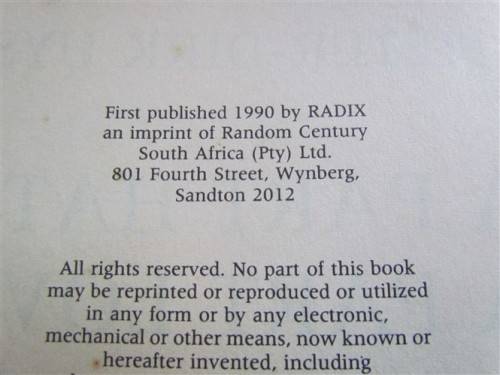 First published 1990 by RADIX
an imprint of Random Century
South Africa (Pty) Ltd.
801 Fourth Street, Wynberg,
Sandton 2012
All rights reserved. No part of this book
may be reprinted or reproduced or utilized
in any form or by any electronic,
mechanical or other means, now known or
hereafter invented, including